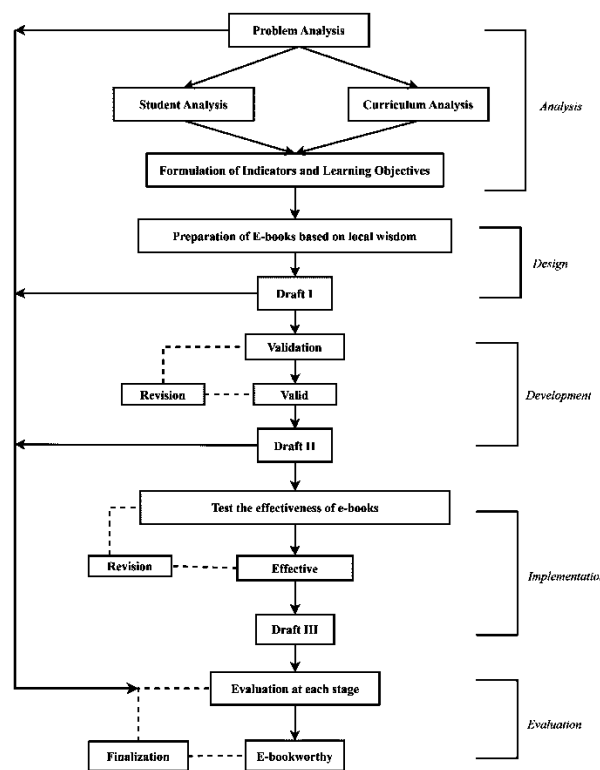 Problem Analysis
Student Analysis
Curriculum Analysis
Analysis
Formulation of Indicators and Learning Objectives
Preparation of E-books based on local wisdom
Design
Draft I
Validation
Revision
Valid
Development
Draft II
Test the effectiveness of e-books
Revision
Effective
Implementation
Draft III
Evaluation at each stage
Evaluation
Finalization
E-bookworthy